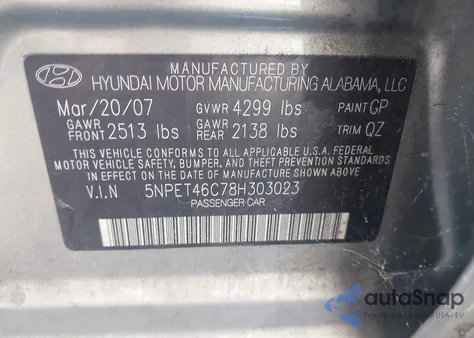 MANUFACTURED BY
HYUNDAI MOTOR MANUFACTURING ALABAMA, LLC
Mar/20/07 GVWR 4299 lbs PAINT GP
GAWR FRONT 2513 lbs GAWR REAR 2138 lbs TRIM QZ
THIS VEHICLE CONFORMS TO ALL APPLICABLE U.S.A. FEDERAL
MOTOR VEHICLE SAFETY, BUMPER, AND THEFT PREVENTION STANDARDS
IN EFFECT ON THE DATE OF MANUFACTURE SHOWN ABOVE.
V.I.N 5NPET46C78H303023
PASSENGER CAR
autoSnap